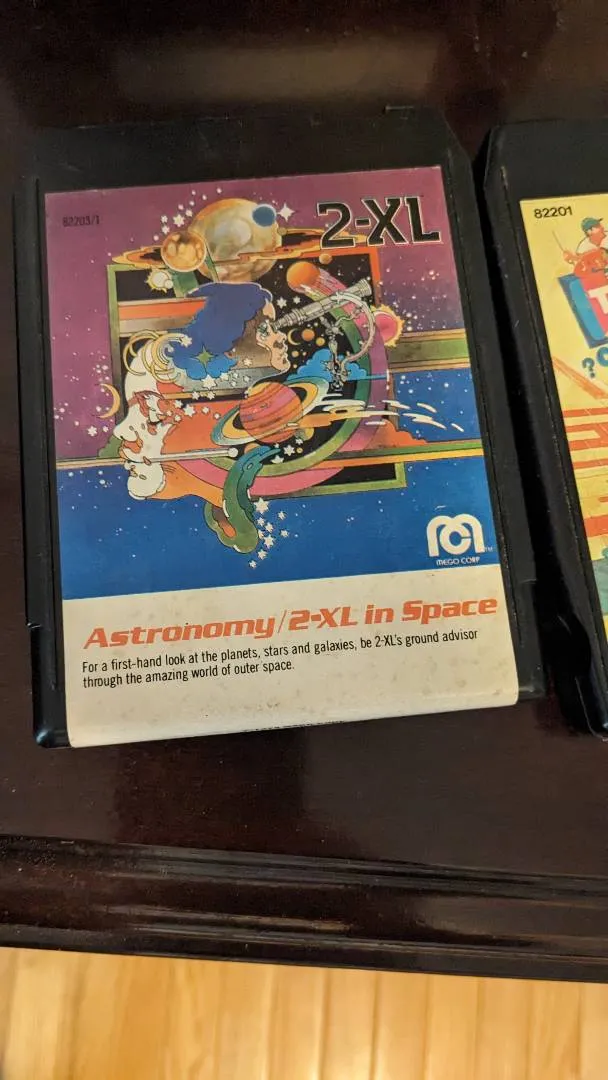 82203/1
2-XL
MEGO CORP
TM
Astronomy/2-XL in Space
For a first-hand look at the planets, stars and galaxies, be 2-XL's ground advisor
through the amazing world of outer space.
82201